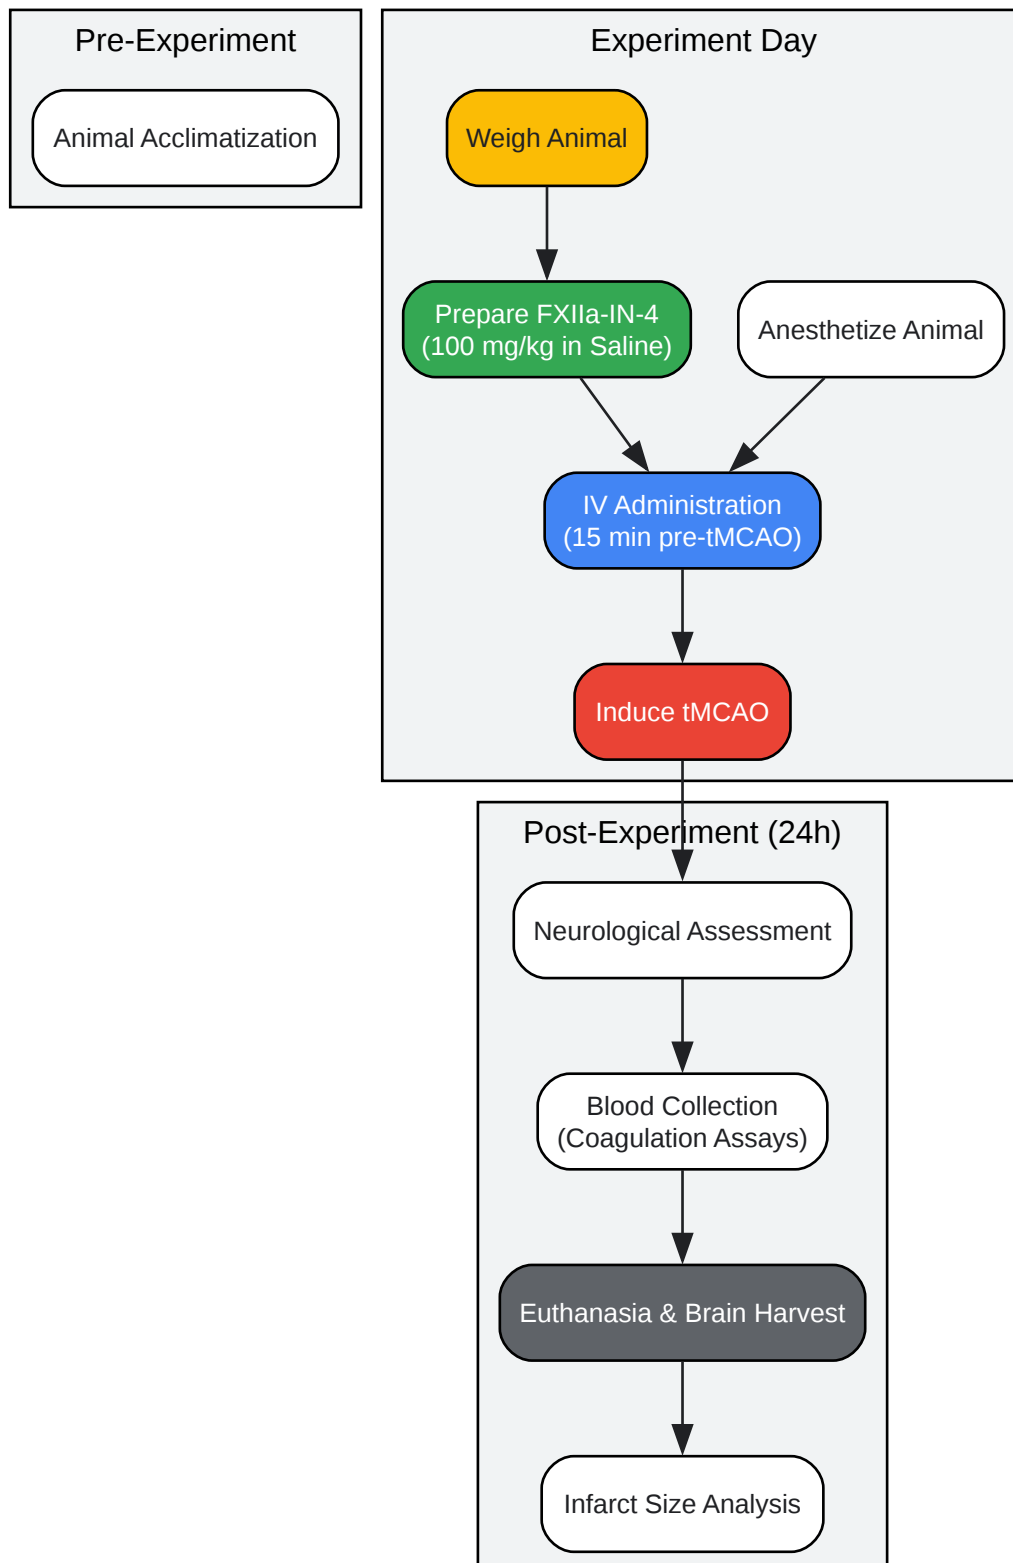 Pre-Experiment
Animal Acclimatization
Experiment Day
Weigh Animal
Prepare FXIIa-IN-4
(100 mg/kg in Saline)
Anesthetize Animal
IV Administration
(15 min pre-tMCAO)
Induce tMCAO
Post-Experiment (24h)
Neurological Assessment
Blood Collection
(Coagulation Assays)
Euthanasia & Brain Harvest
Infarct Size Analysis